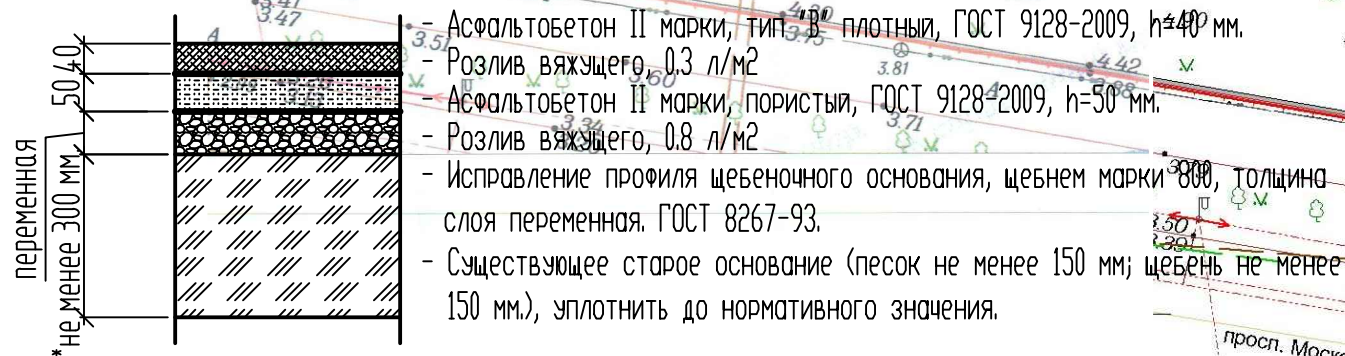 - Асфальтобетон II марки, тип "В" плотный, ГОСТ 9128-2009, h=40 мм.
- Розлив вяжущего, 0.3 л/м2
- Асфальтобетон II марки, пористый, ГОСТ 9128-2009, h=50 мм.
- Розлив вяжущего, 0.8 л/м2
- Исправление профиля щебеночного основания, щебнем марки 800, толщина
слоя переменная. ГОСТ 8267-93.
- Существующее старое основание (песок не менее 150 мм; щебень не менее
150 мм.), уплотнить до нормативного значения.
40
50
переменная
*не менее 300 мм
3.47
3.51
3.60
3.81
4.42
3.71
3.50
просп.